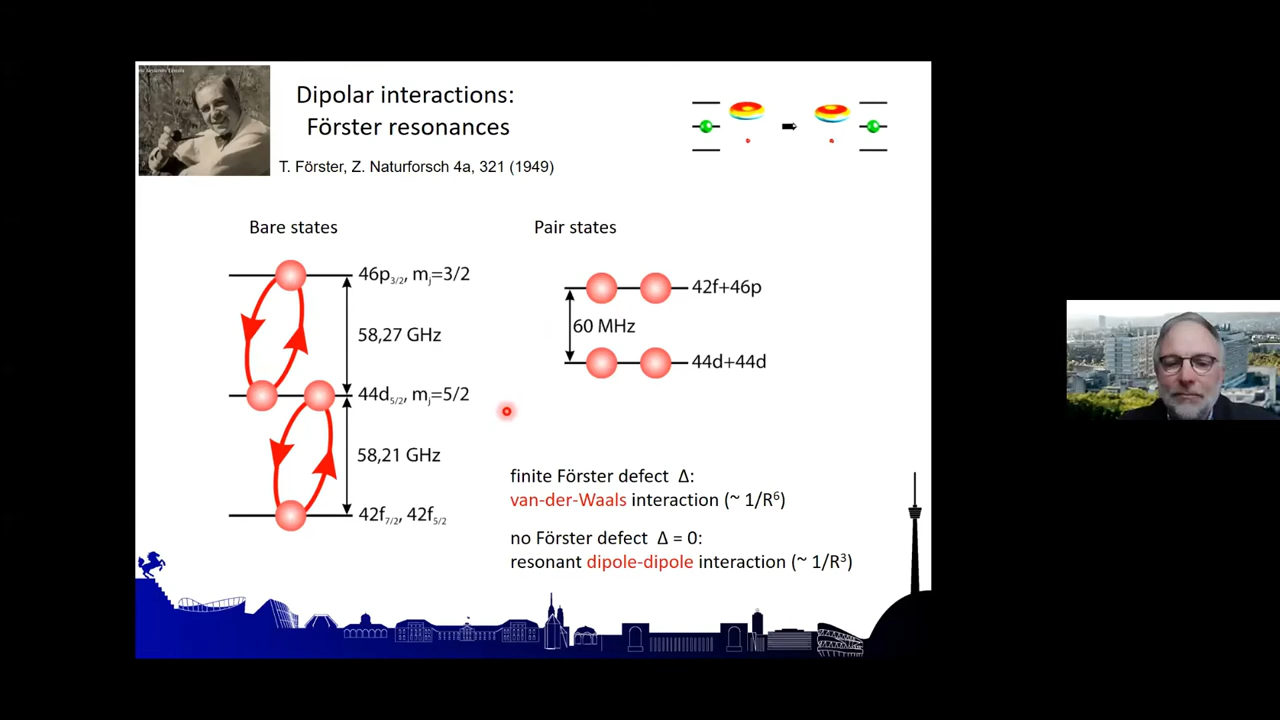 Dipolar interactions:
Förster resonances
T. Förster, Z. Naturforsch 4a, 321 (1949)
Bare states
Pair states
46p3/2, mj=3/2
58,27 GHz
44d5/2, mj=5/2
58,21 GHz
42f7/2, 42f5/2
42f+46p
60 MHz
44d+44d
finite Förster defect Δ:
van-der-Waals interaction (~ 1/R⁶)
no Förster defect Δ = 0:
resonant dipole-dipole interaction (~ 1/R³)